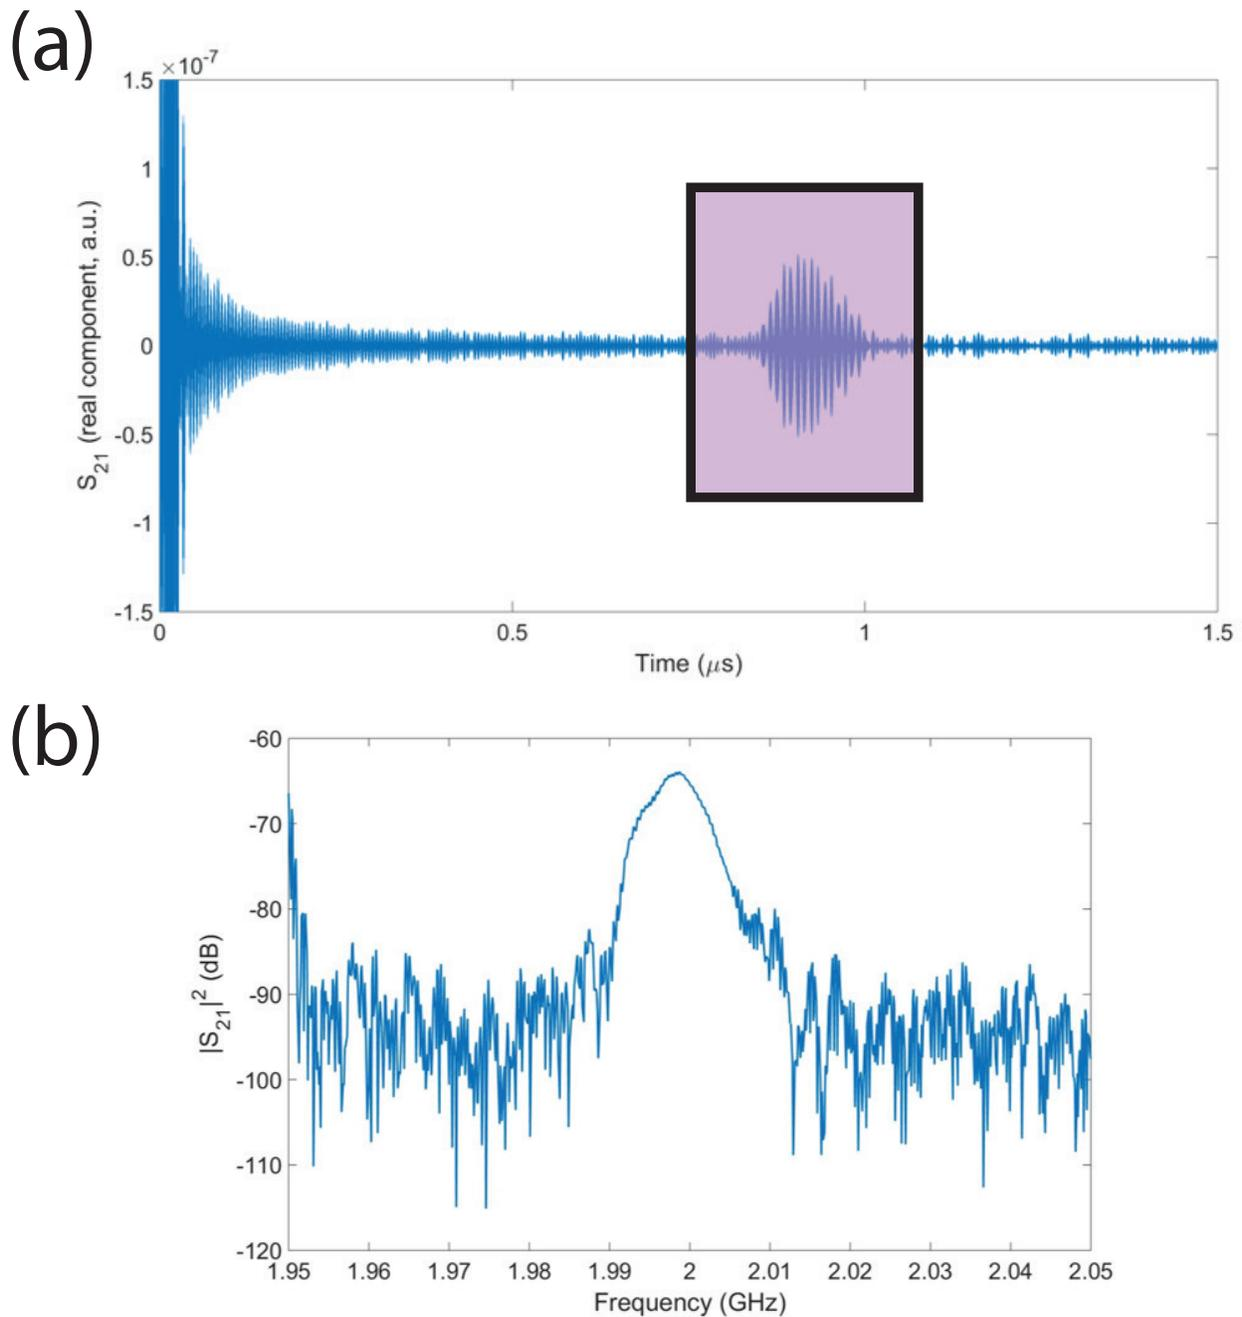 (a)
×10⁻⁷
1.5
1
0.5
0
-0.5
-1
-1.5
S₂₁ (real component, a.u.)
0 0.5 1 1.5
Time (μs)
(b)
-60
-70
-80
-90
-100
-110
-120
|S₂₁|² (dB)
1.95 1.96 1.97 1.98 1.99 2 2.01 2.02 2.03 2.04 2.05
Frequency (GHz)